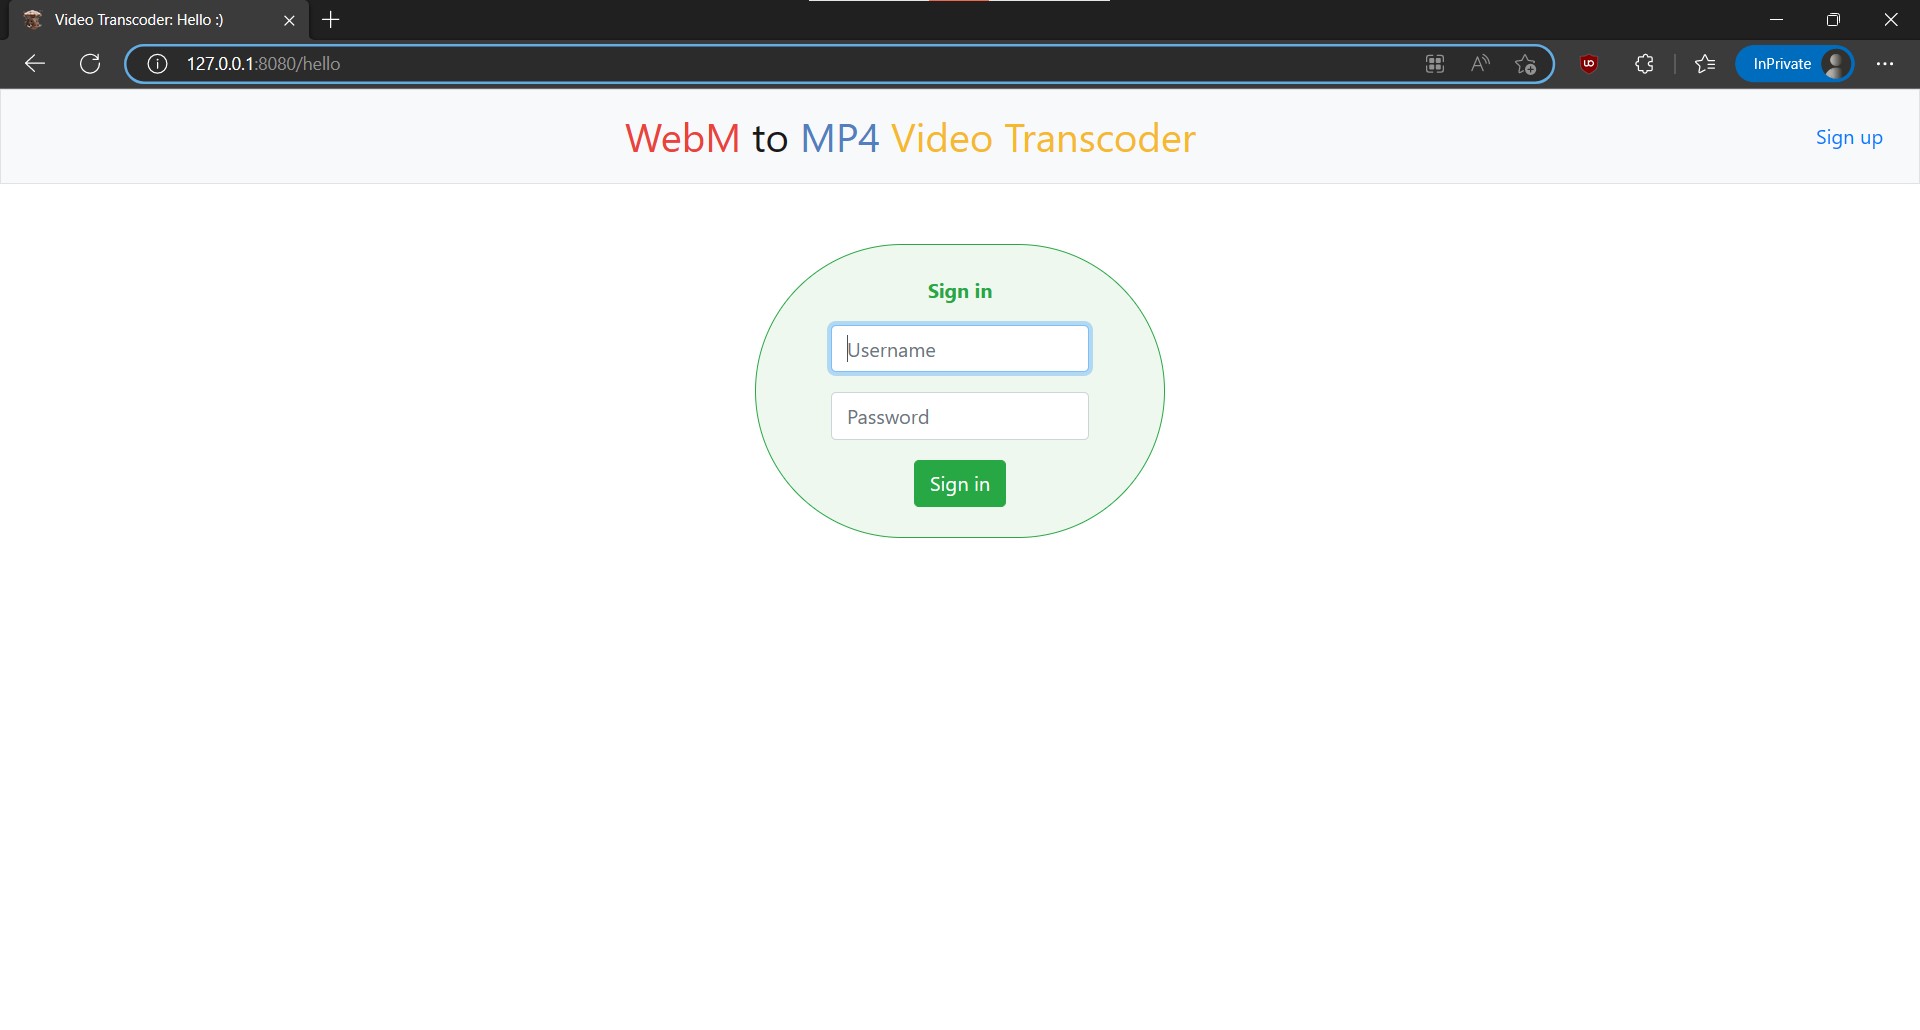 Video Transcoder: Hello :)
127.0.0.1:8080/hello
InPrivate
WebM to MP4 Video Transcoder
Sign up
Sign in
Username
Password
Sign in